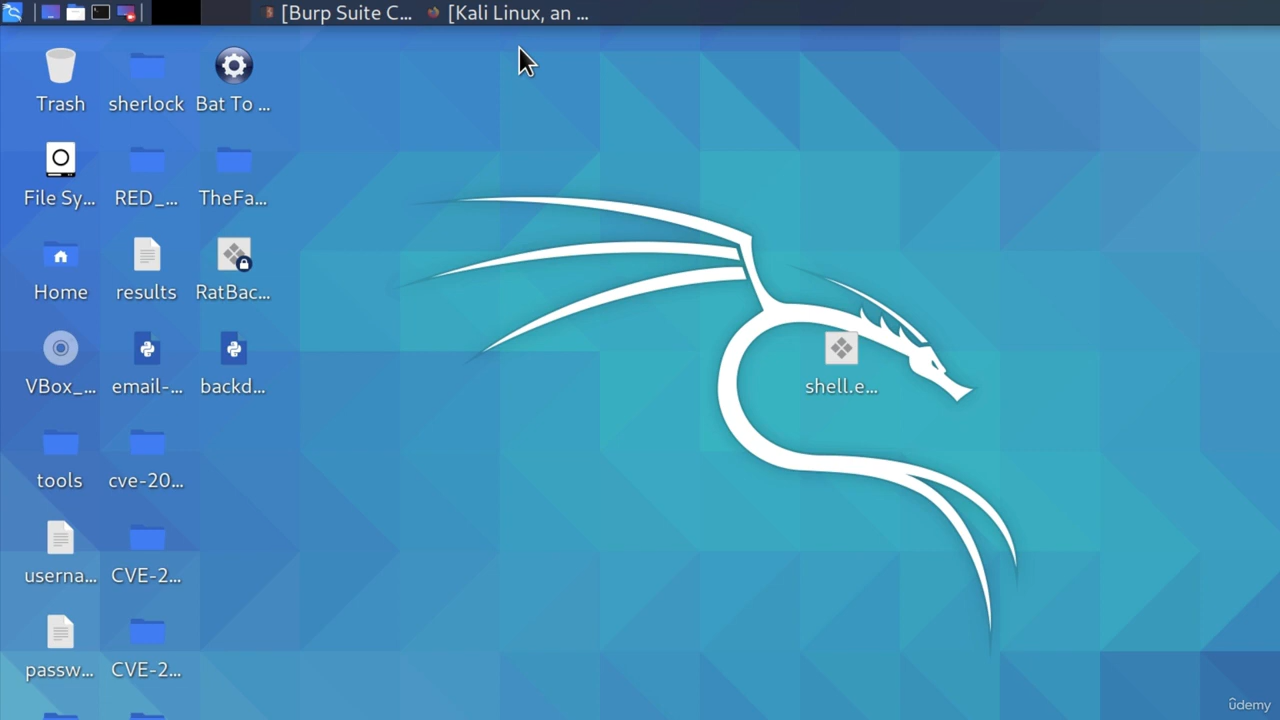 [Burp Suite C... [Kali Linux, an ...
Trash sherlock Bat To ...
File Sy... RED_... TheFa...
Home results RatBac...
VBox_... email-... backd...
shell.e...
tools cve-20...
userna... CVE-2...
passw... CVE-2...
ûdemy